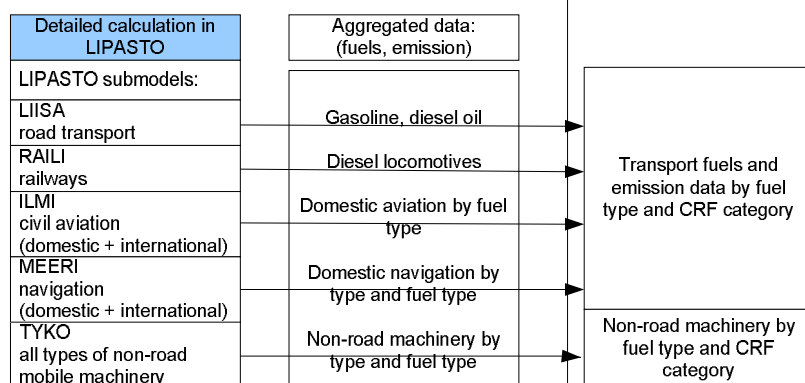 Detailed calculation in
LIPASTO
LIPASTO submodels:
LIISA
road transport
RAILI
railways
ILMI
civil aviation
(domestic + international)
MEERI
navigation
(domestic + international)
TYKO
all types of non-road
mobile machinery
Aggregated data:
(fuels, emission)
Gasoline, diesel oil
Diesel locomotives
Domestic aviation by fuel
type
Domestic navigation by
type and fuel type
Non-road machinery by
type and fuel type
Transport fuels and
emission data by fuel
type and CRF category
Non-road machinery by
fuel type and CRF
category